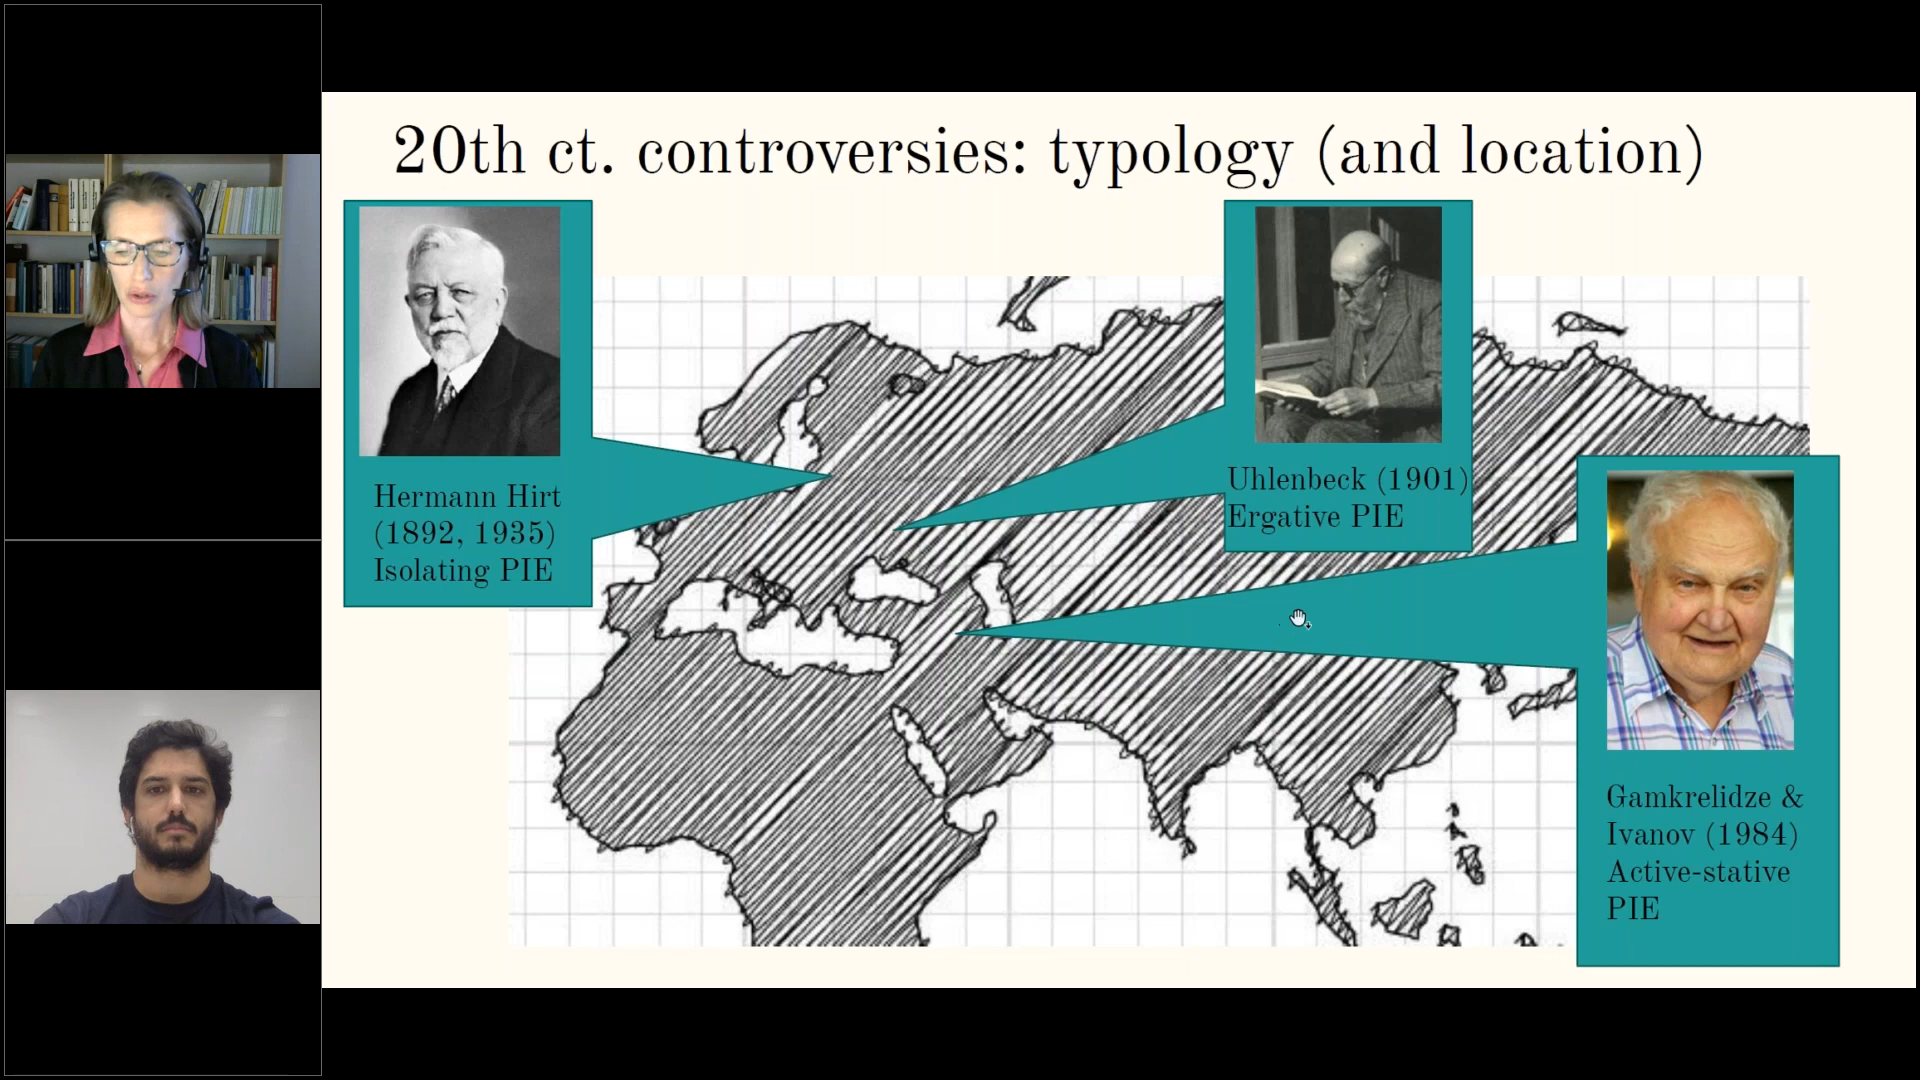 20th ct. controversies: typology (and location)
Hermann Hirt
(1892, 1935)
Isolating PIE
Uhlenbeck (1901)
Ergative PIE
Gamkrelidze &
Ivanov (1984)
Active-stative
PIE